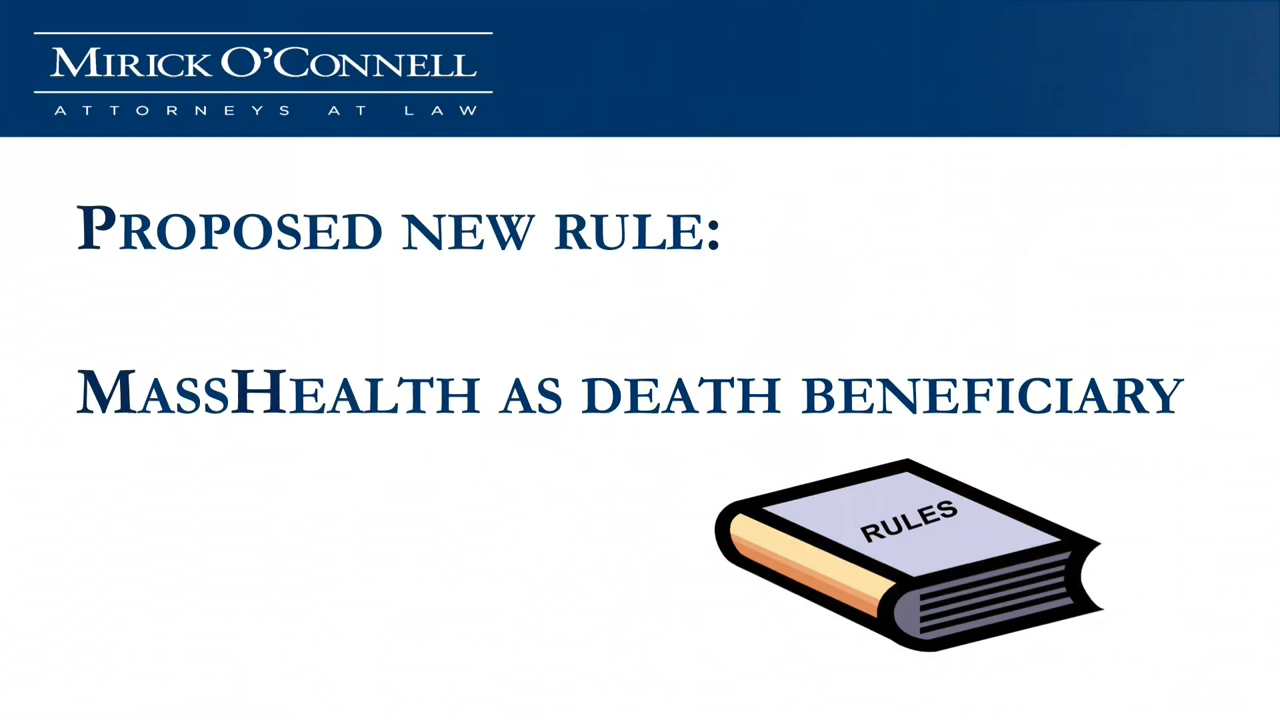 MIRICK O'CONNELL
ATTORNEYS AT LAW
PROPOSED NEW RULE:
MASSHEALTH AS DEATH BENEFICIARY
RULES